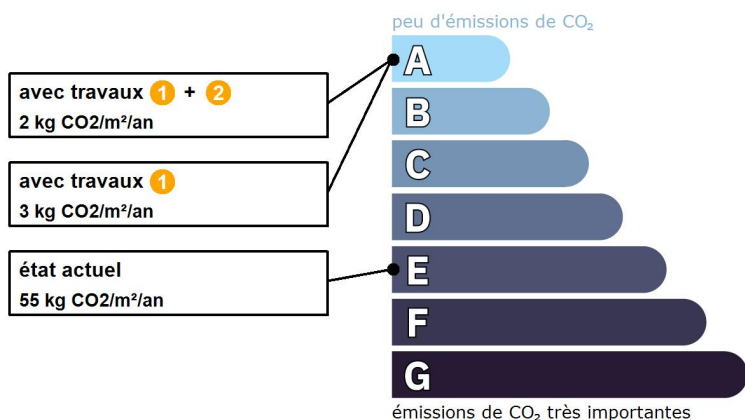 peu d'émissions de CO₂
A
avec travaux 1 + 2
2 kg CO2/m²/an
B
avec travaux 1
3 kg CO2/m²/an
C
D
état actuel
55 kg CO2/m²/an
E
F
G
émissions de CO₂ très importantes